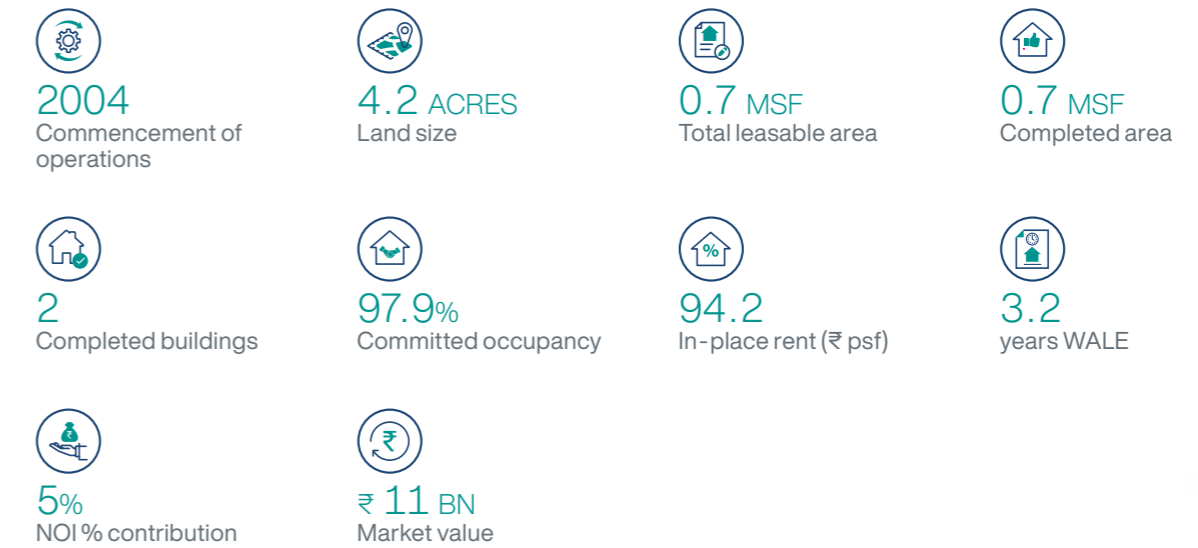 2004
Commencement of
operations
4.2 ACRES
Land size
0.7 MSF
Total leasable area
0.7 MSF
Completed area
2
Completed buildings
97.9%
Committed occupancy
%
94.2
In-place rent (₹ psf)
3.2
years WALE
₹
5%
NOI % contribution
₹
₹ 11 BN
Market value